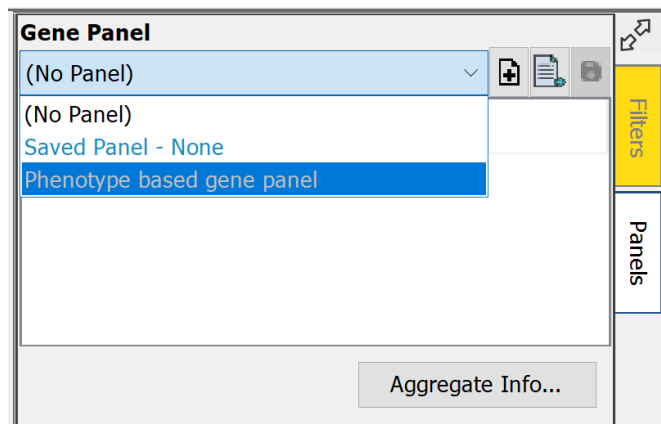 Gene Panel
(No Panel)
(No Panel)
Saved Panel - None
Phenotype based gene panel
Filters
Panels
Aggregate Info...